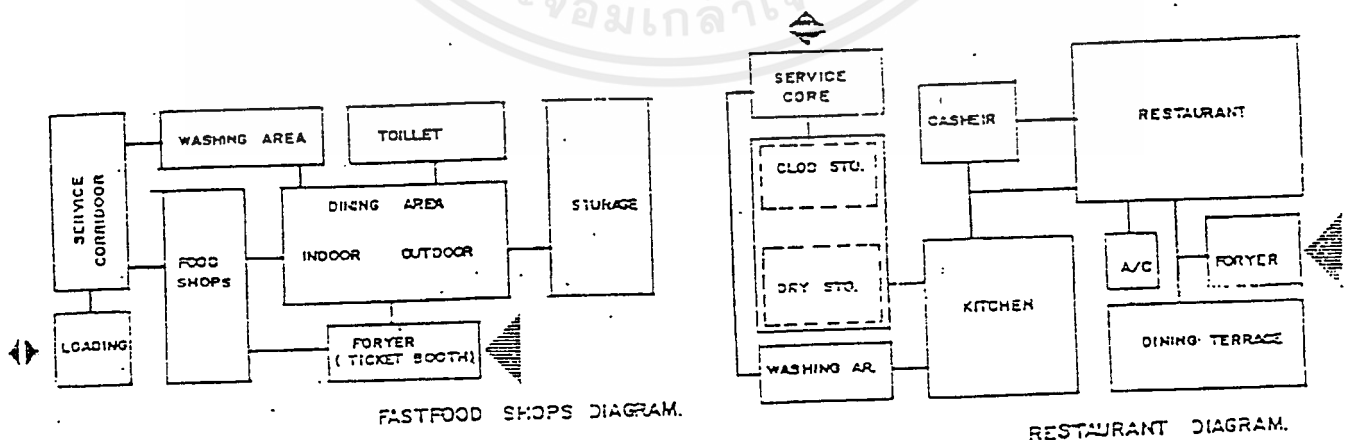 SERVICE
CORRIDOOR
WASHING AREA
TOILLET
DINING AREA
INDOOR OUTDOOR
STORAGE
FOOD
SHOPS
LOADING
FORYER
( TICKET BOOTH)
FASTFOOD SHOPS DIAGRAM.
SERVICE
CORE
CLOD STO.
DRY STO.
WASHING AR.
CASHEIR
KITCHEN
RESTAURANT
A/C
FORYER
DINING TERRACE
RESTAURANT DIAGRAM.